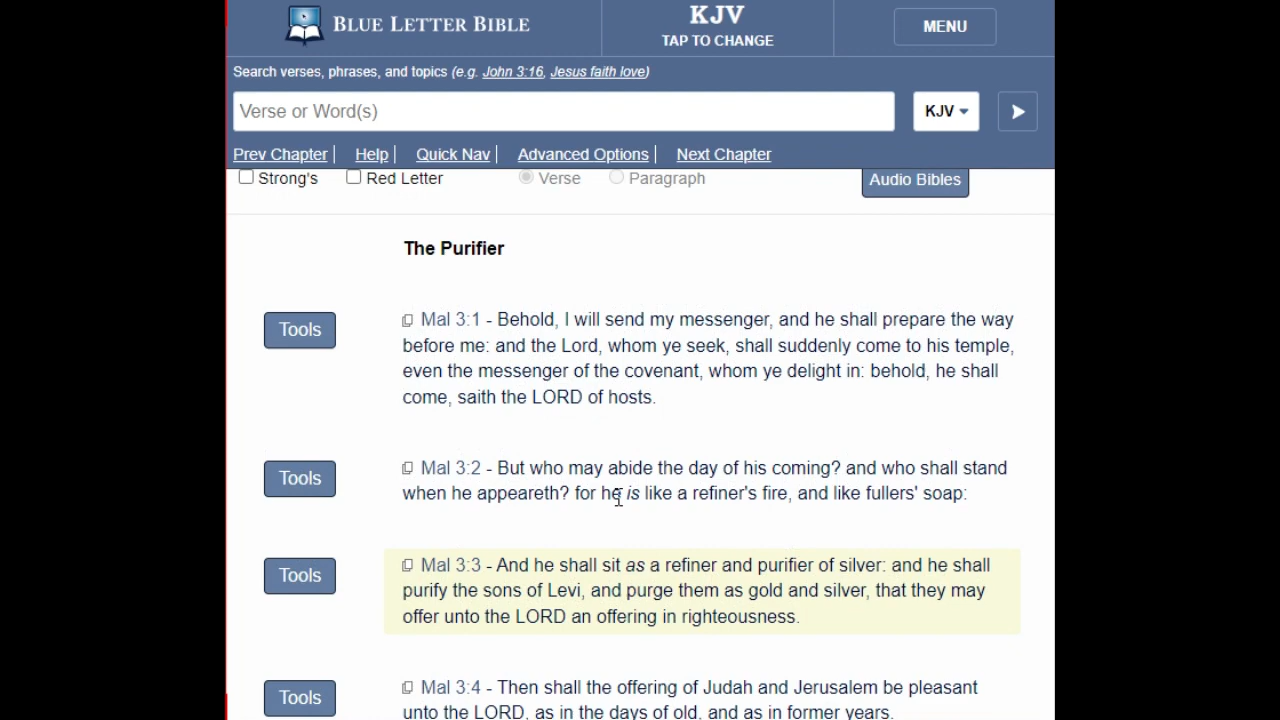 BLUE LETTER BIBLE
KJV
TAP TO CHANGE
MENU
Search verses, phrases, and topics (e.g. John 3:16, Jesus faith love)
Verse or Word(s)
KJV
Prev Chapter | Help | Quick Nav | Advanced Options | Next Chapter
Strong's Red Letter Verse Paragraph Audio Bibles
The Purifier
Tools
Mal 3:1 - Behold, I will send my messenger, and he shall prepare the way
before me: and the Lord, whom ye seek, shall suddenly come to his temple,
even the messenger of the covenant, whom ye delight in: behold, he shall
come, saith the LORD of hosts.
Tools
Mal 3:2 - But who may abide the day of his coming? and who shall stand
when he appeareth? for he is like a refiner's fire, and like fullers' soap:
Tools
Mal 3:3 - And he shall sit as a refiner and purifier of silver: and he shall
purify the sons of Levi, and purge them as gold and silver, that they may
offer unto the LORD an offering in righteousness.
Tools
Mal 3:4 - Then shall the offering of Judah and Jerusalem be pleasant
unto the LORD, as in the days of old, and as in former years.